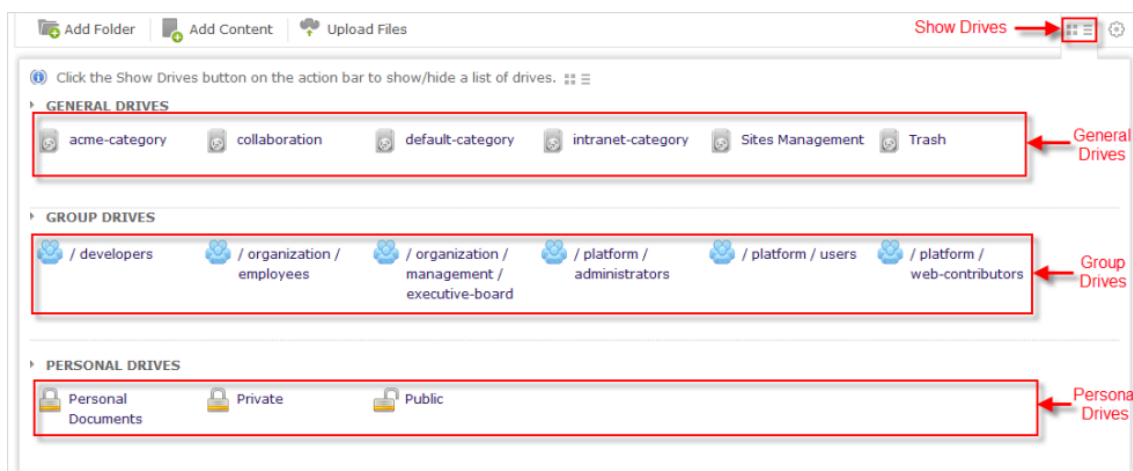 Add Folder Add Content Upload Files Show Drives
Click the Show Drives button on the action bar to show/hide a list of drives.
GENERAL DRIVES
acme-category collaboration default-category intranet-category Sites Management Trash
General
Drives
GROUP DRIVES
/ developers
/ organization /
employees
/ organization /
management /
executive-board
/ platform /
administrators
/ platform / users
/ platform /
web-contributors
Group
Drives
PERSONAL DRIVES
Personal
Documents
Private
Public
Persona
Drives